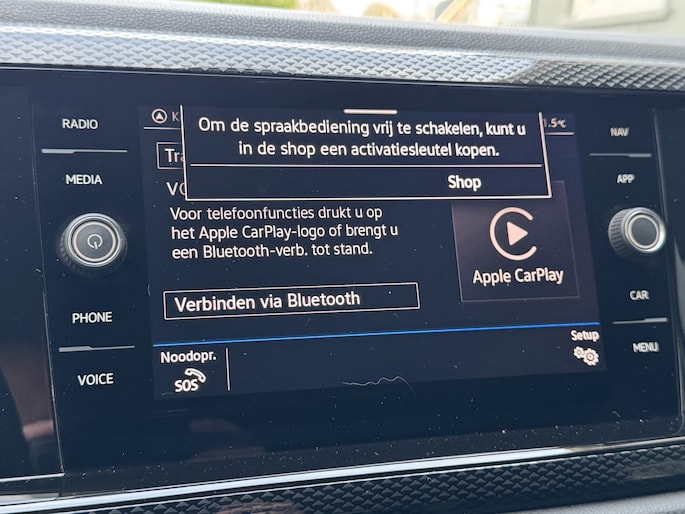 RADIO
MEDIA
PHONE
VOICE
Om de spraakbediening vrij te schakelen, kunt u
in de shop een activatiesleutel kopen.
Shop
Voor telefoonfuncties drukt u op
het Apple CarPlay-logo of brengt u
een Bluetooth-verb. tot stand.
Apple CarPlay
Verbinden via Bluetooth
Setup
Noodopr.
SOS
NAV
APP
CAR
MENU